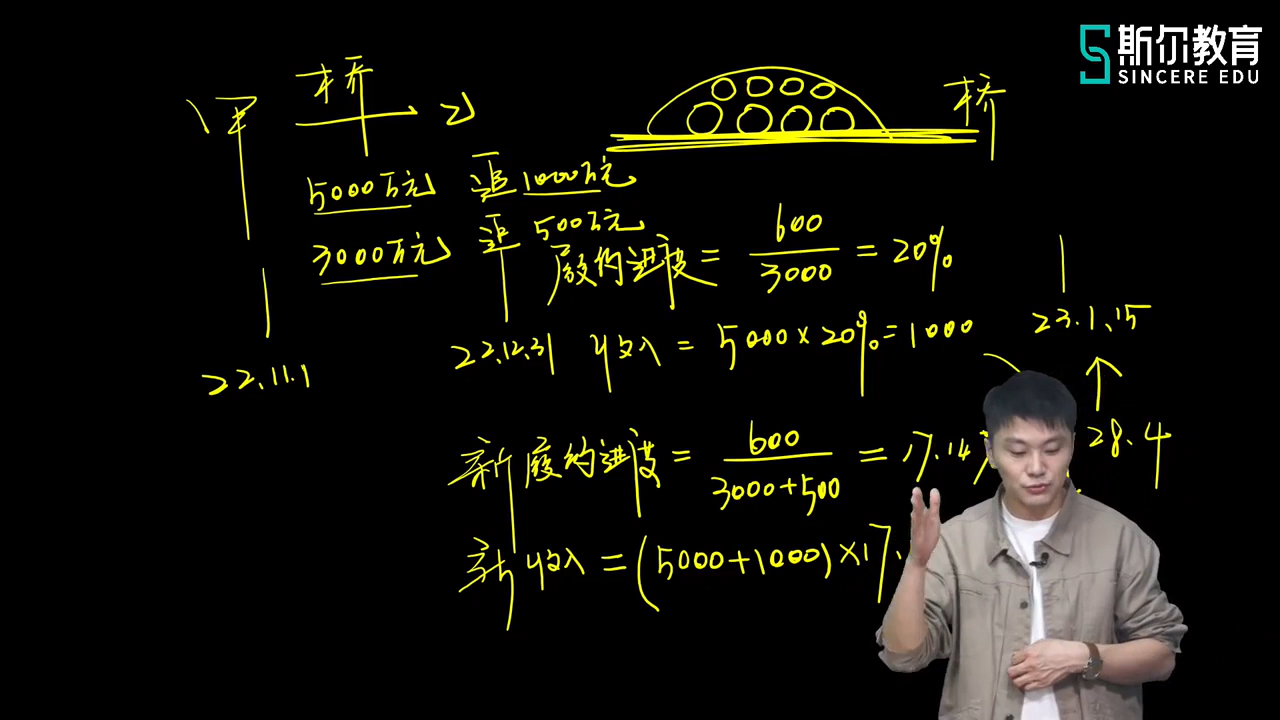 斯尔教育
SINCERE EDU
甲 桥 乙 桥
5000万元 追1000万元
3000万元 追 500万元
履约进度 = 600/3000 = 20%
22.11.1
22.12.31 收入 = 5000×20%=1000
23.1.15
新履约进度 = 600/3000+500 = 17.14
28.4
新收入 = (5000+1000)×17.